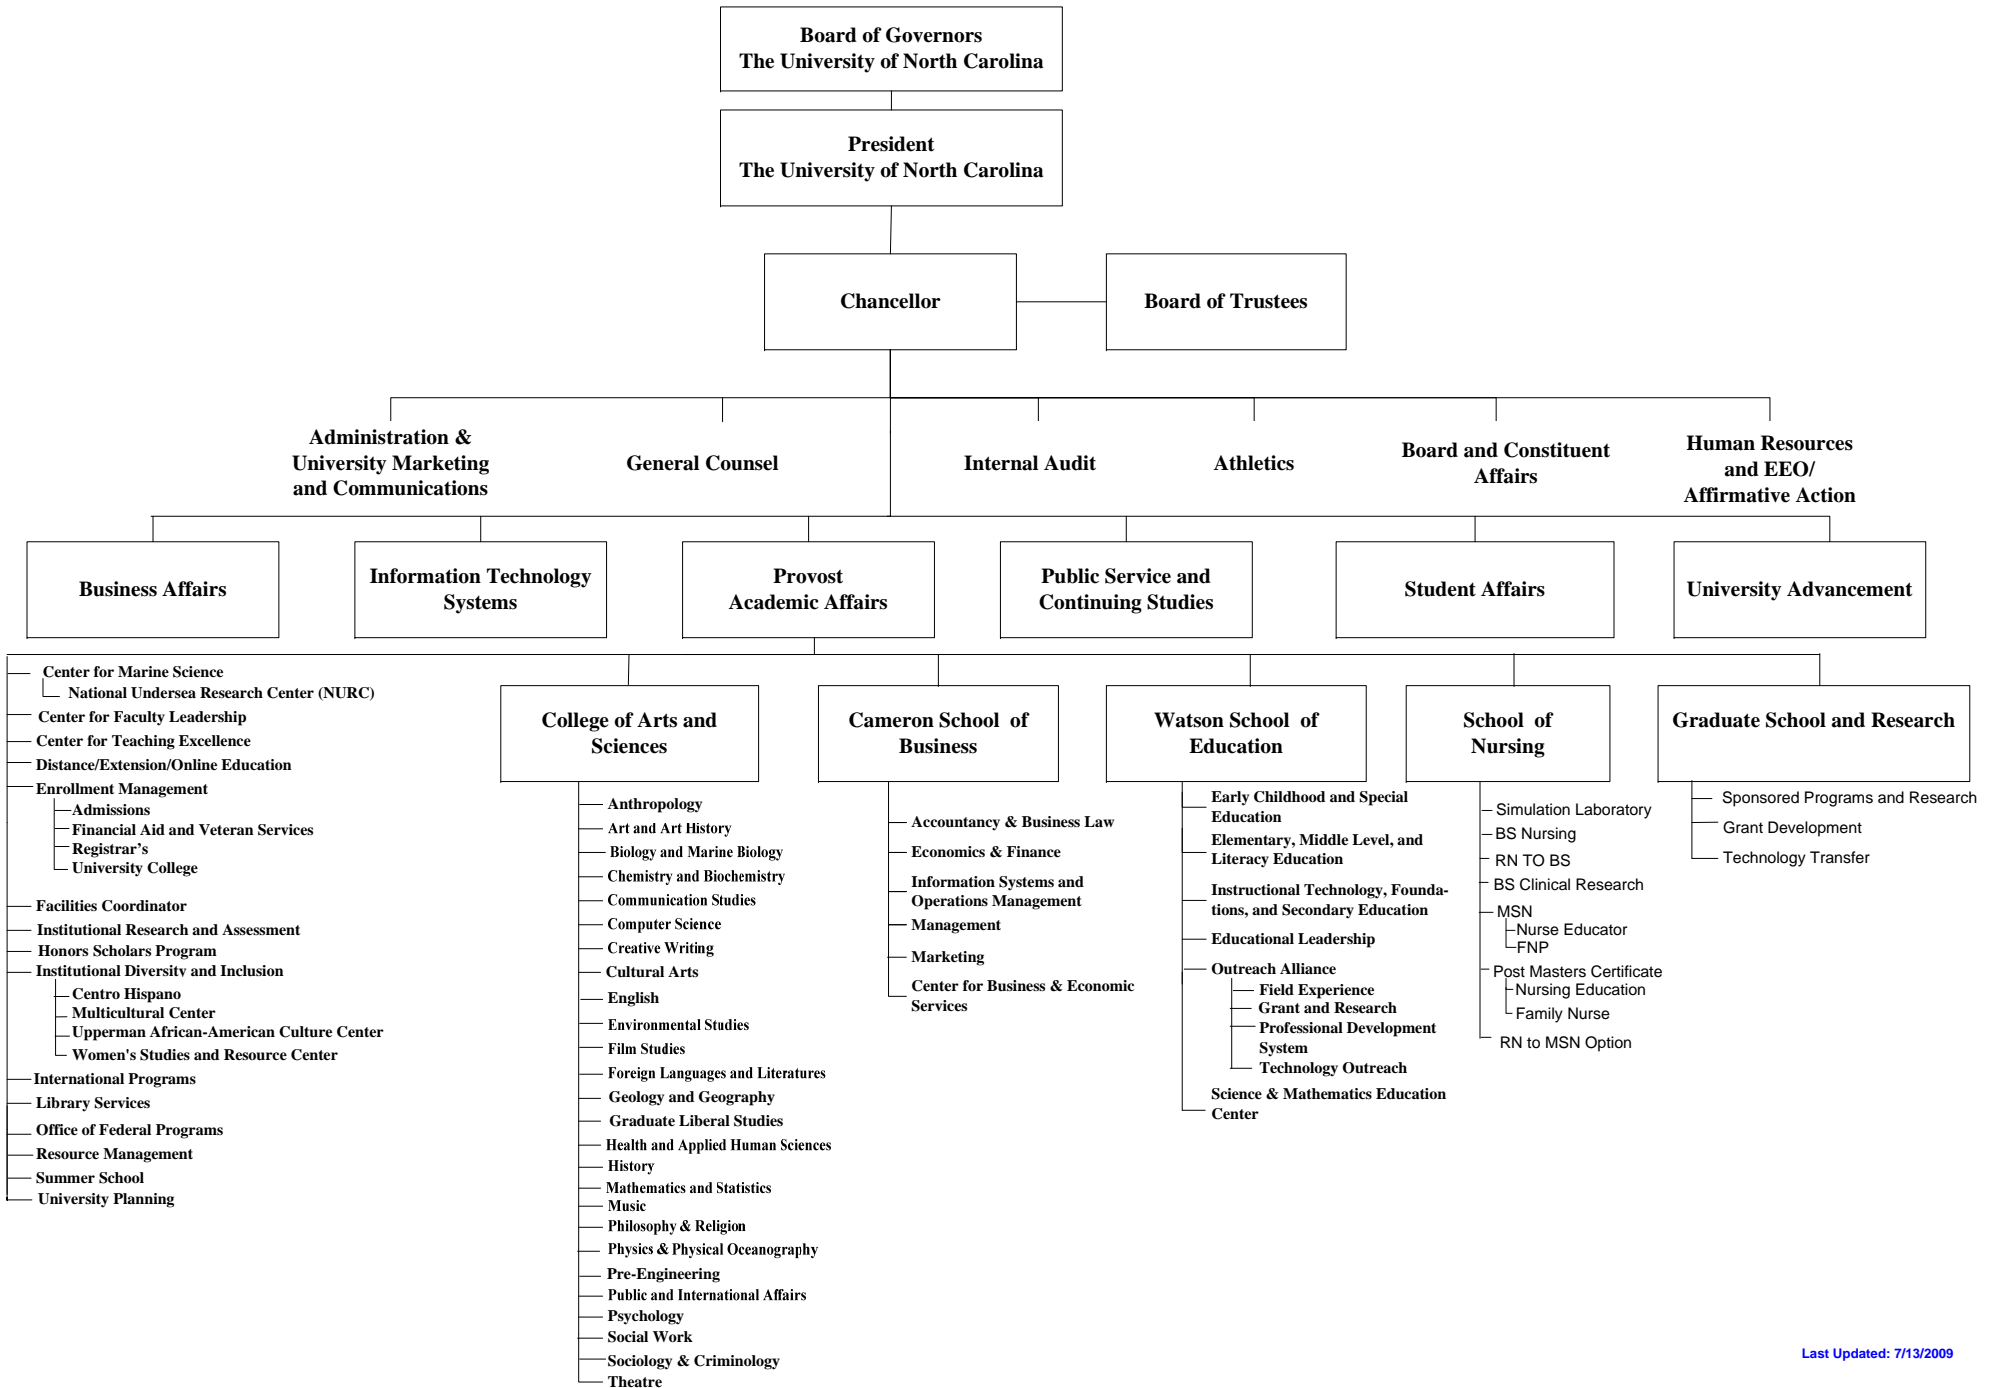 Board of Governors
The University of North Carolina
President
The University of North Carolina
Chancellor
Board of Trustees
Administration &
University Marketing
and Communications
General Counsel
Internal Audit
Athletics
Board and Constituent
Affairs
Human Resources
and EEO/
Affirmative Action
Business Affairs
Information Technology
Systems
Provost
Academic Affairs
Public Service and
Continuing Studies
Student Affairs
University Advancement
Center for Marine Science
National Undersea Research Center (NURC)
Center for Faculty Leadership
Center for Teaching Excellence
Distance/Extension/Online Education
Enrollment Management
Admissions
Financial Aid and Veteran Services
Registrar's
University College
Facilities Coordinator
Institutional Research and Assessment
Honors Scholars Program
Institutional Diversity and Inclusion
Centro Hispano
Multicultural Center
Upperman African-American Culture Center
Women's Studies and Resource Center
International Programs
Library Services
Office of Federal Programs
Resource Management
Summer School
University Planning
College of Arts and
Sciences
Anthropology
Art and Art History
Biology and Marine Biology
Chemistry and Biochemistry
Communication Studies
Computer Science
Creative Writing
Cultural Arts
English
Environmental Studies
Film Studies
Foreign Languages and Literatures
Geology and Geography
Graduate Liberal Studies
Health and Applied Human Sciences
History
Mathematics and Statistics
Music
Philosophy & Religion
Physics & Physical Oceanography
Pre-Engineering
Public and International Affairs
Psychology
Social Work
Sociology & Criminology
Theatre
Cameron School of
Business
Accountancy & Business Law
Economics & Finance
Information Systems and
Operations Management
Management
Marketing
Center for Business & Economic
Services
Watson School of
Education
Early Childhood and Special
Education
Elementary, Middle Level, and
Literacy Education
Instructional Technology, Founda-
tions, and Secondary Education
Educational Leadership
Outreach Alliance
Field Experience
Grant and Research
Professional Development
System
Technology Outreach
Science & Mathematics Education
Center
School of
Nursing
Simulation Laboratory
BS Nursing
RN TO BS
BS Clinical Research
MSN
Nurse Educator
FNP
Post Masters Certificate
Nursing Education
Family Nurse
RN to MSN Option
Graduate School and Research
Sponsored Programs and Research
Grant Development
Technology Transfer
Last Updated: 7/13/2009